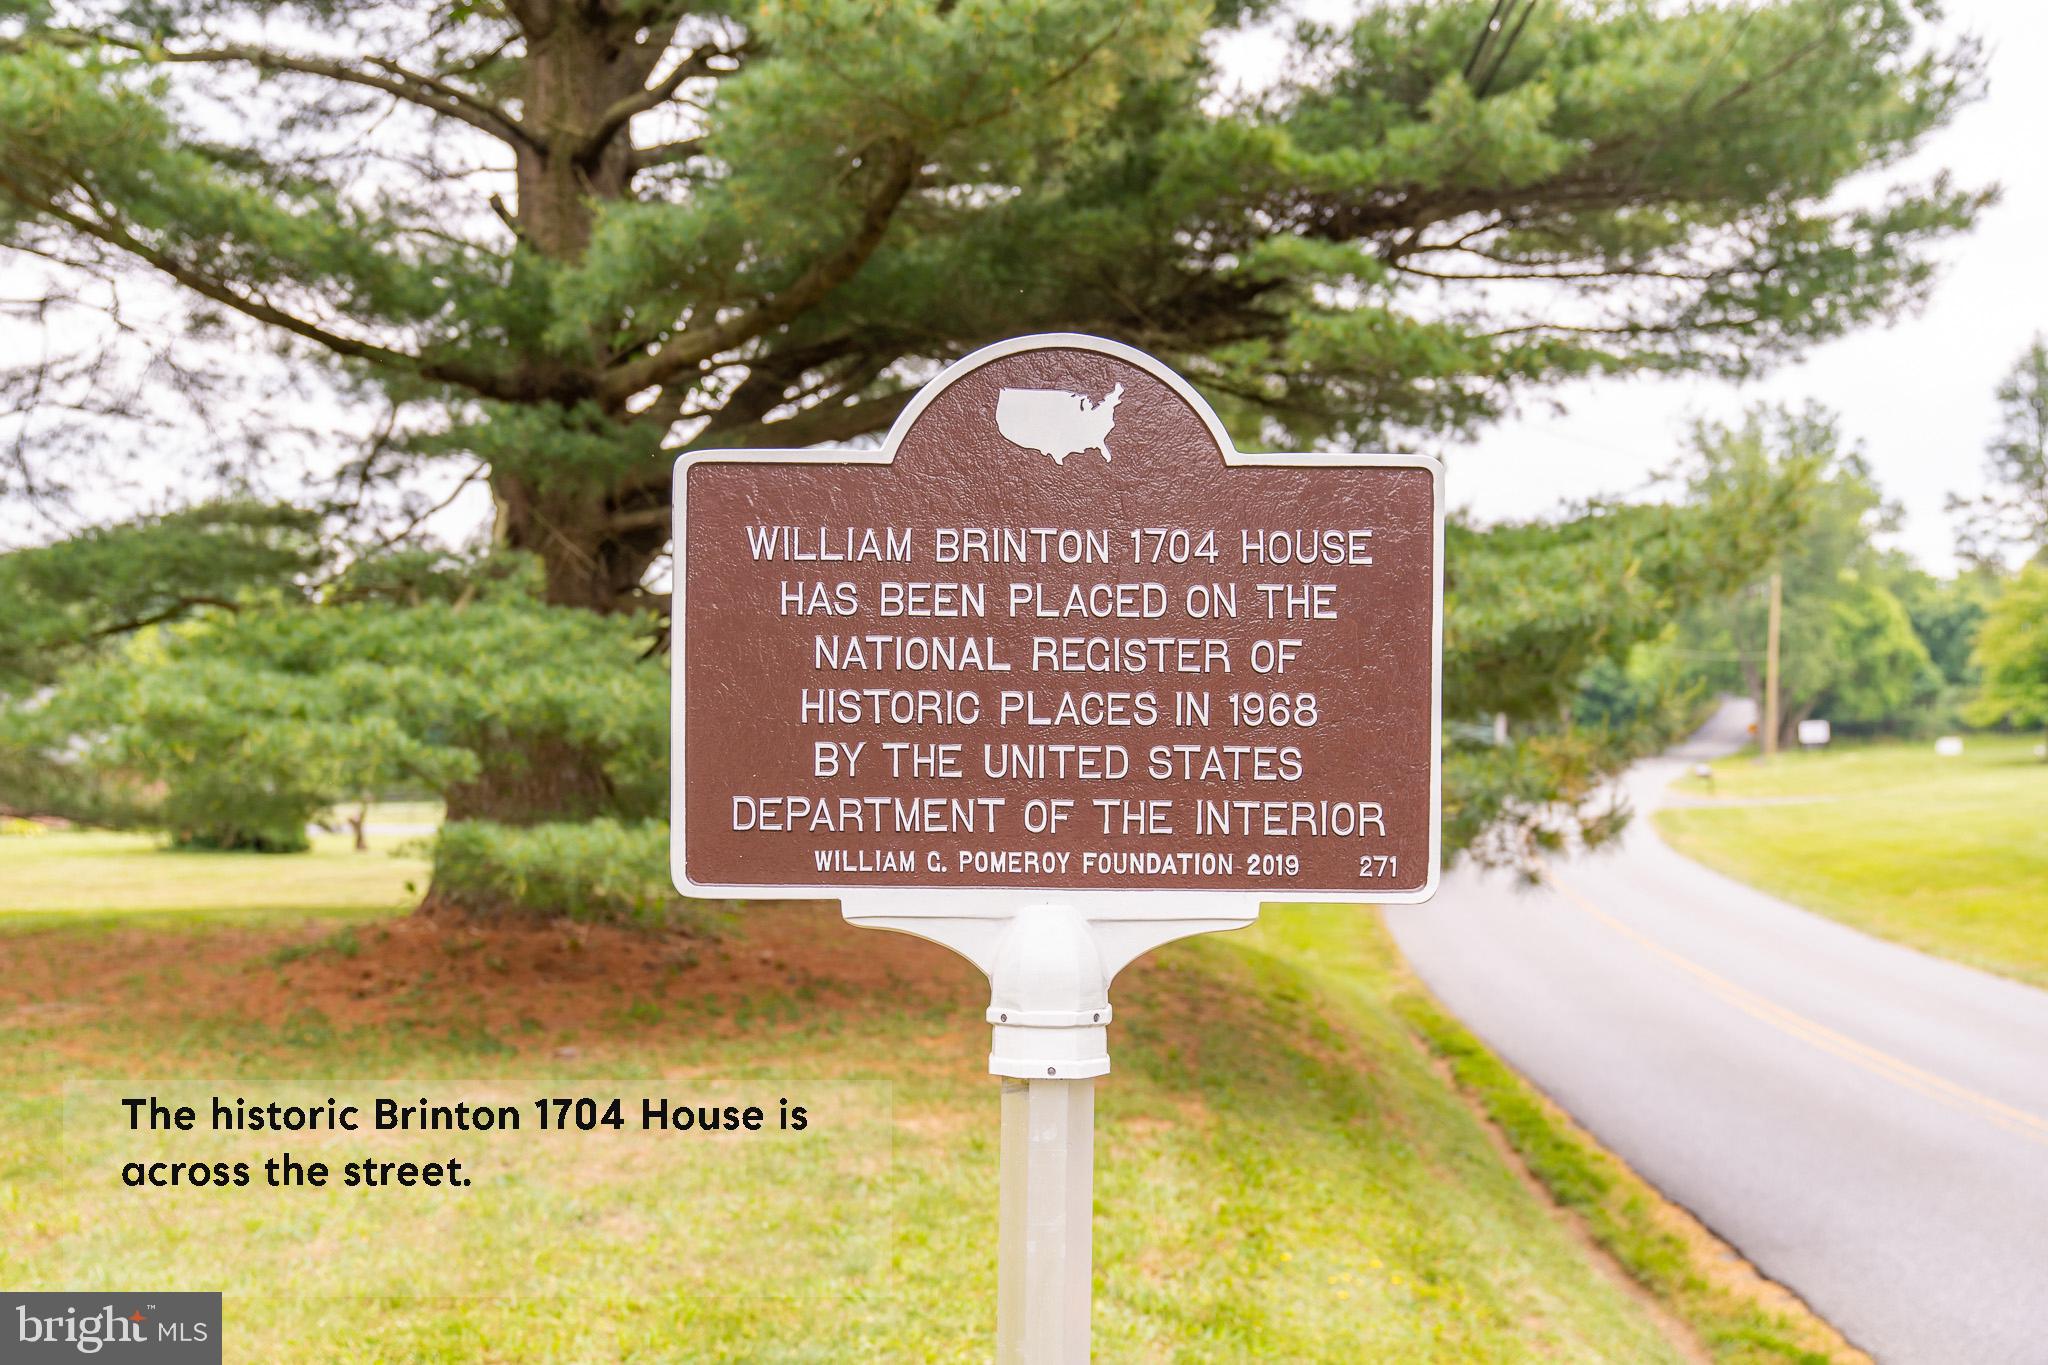 WILLIAM BRINTON 1704 HOUSE
HAS BEEN PLACED ON THE
NATIONAL REGISTER OF
HISTORIC PLACES IN 1968
BY THE UNITED STATES
DEPARTMENT OF THE INTERIOR
WILLIAM G. POMEROY FOUNDATION 2019 271
The historic Brinton 1704 House is
across the street.
bright™ MLS